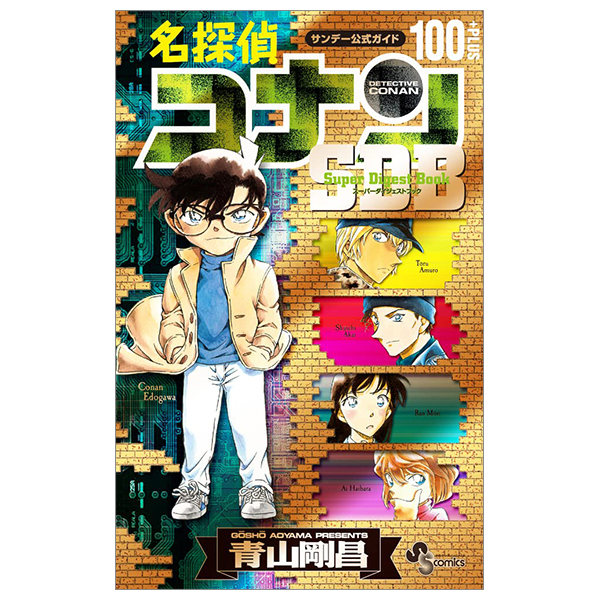 サンデー公式ガイド
100+PLUS
名探偵
コナン
DETECTIVE
CONAN
SDB
Super Digest Book
スーパーダイジェストブック
Toru
Amuro
Shuichi
Akai
Conan
Edogawa
Ran Mori
Ai Haibara
GOSHO AOYAMA PRESENTS
青山剛昌
S comics